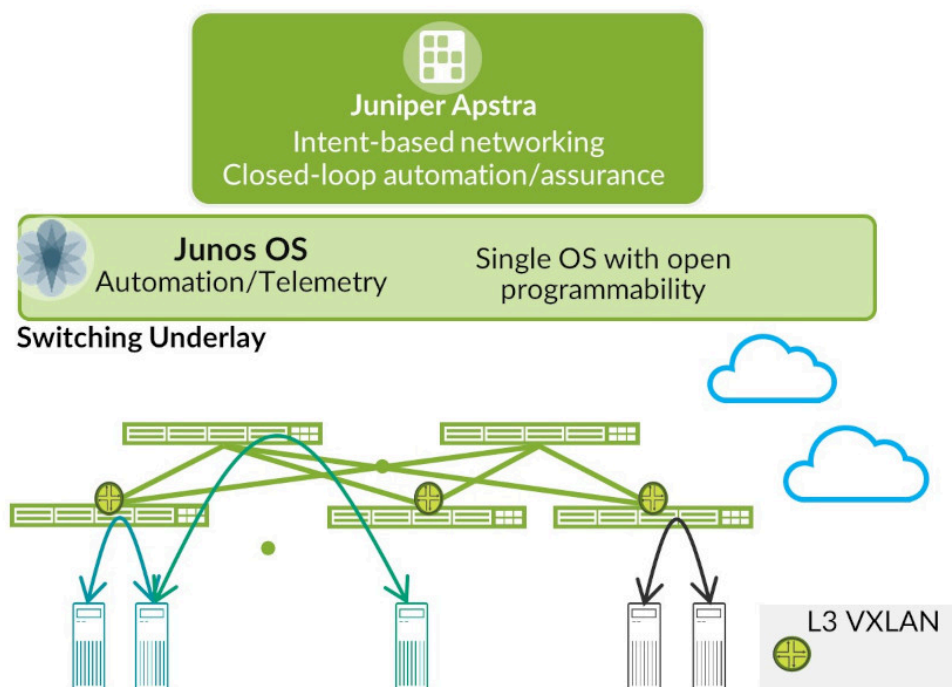 Juniper Apstra
Intent-based networking
Closed-loop automation/assurance
Junos OS
Automation/Telemetry
Single OS with open
programmability
Switching Underlay
L3 VXLAN